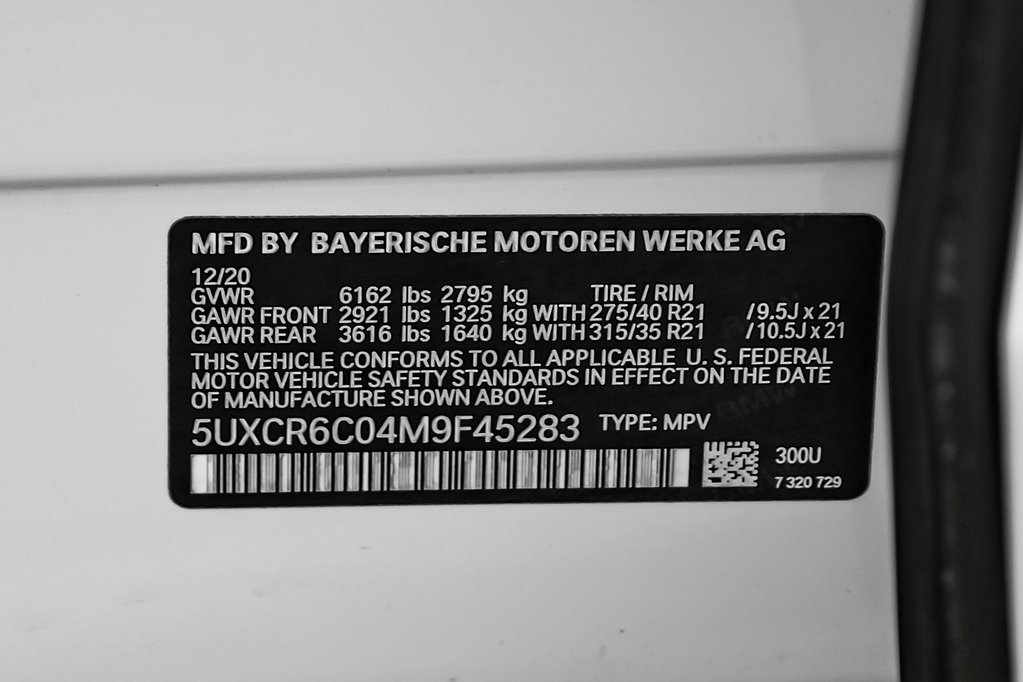 MFD BY BAYERISCHE MOTOREN WERKE AG
12/20
GVWR 6162 lbs 2795 kg TIRE / RIM
GAWR FRONT 2921 lbs 1325 kg WITH 275/40 R21 /9.5J x 21
GAWR REAR 3616 lbs 1640 kg WITH 315/35 R21 /10.5J x 21
THIS VEHICLE CONFORMS TO ALL APPLICABLE U. S. FEDERAL
MOTOR VEHICLE SAFETY STANDARDS IN EFFECT ON THE DATE
OF MANUFACTURE SHOWN ABOVE.
5UXCR6C04M9F45283 TYPE: MPV
300U
7 320 729